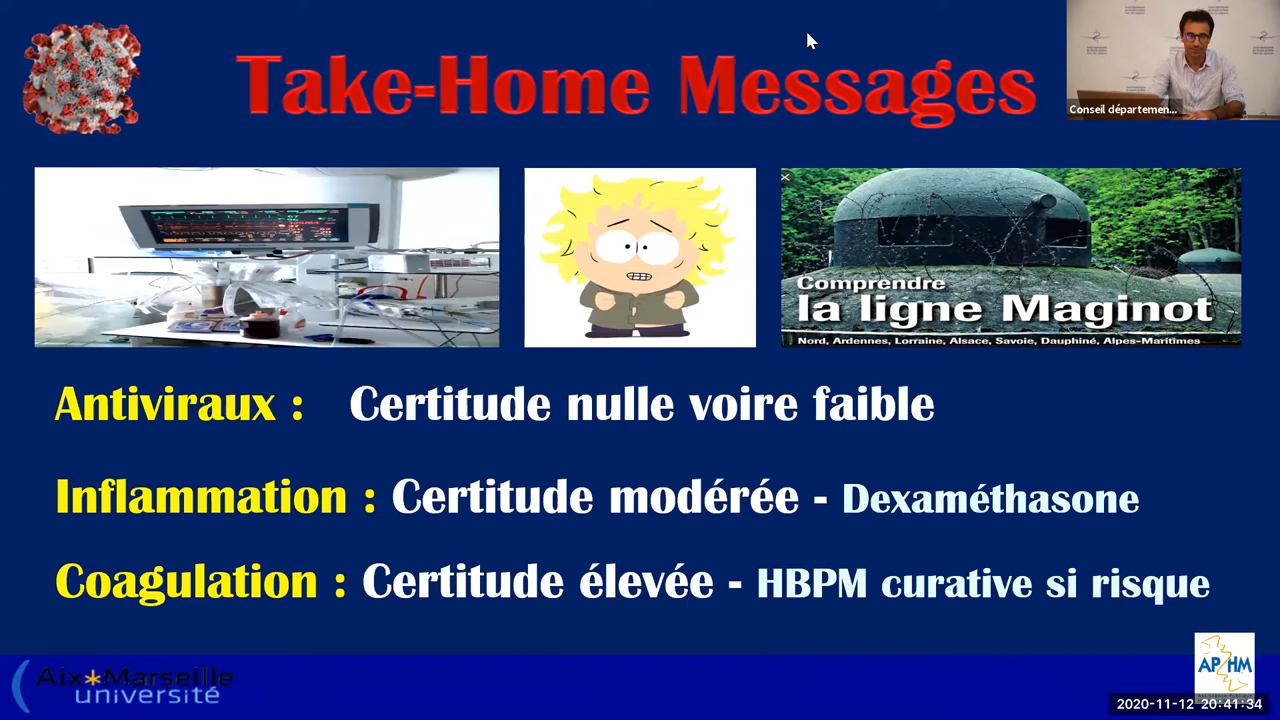 Take-Home Messages
Conseil départemen...
Comprendre
la ligne Maginot
Nord, Ardennes, Lorraine, Alsace, Savoie, Dauphiné, Alpes-Maritimes
Antiviraux : Certitude nulle voire faible
Inflammation : Certitude modérée - Dexaméthasone
Coagulation : Certitude élevée - HBPM curative si risque
Aix*Marseille
université
AP/HM
2020-11-12 20:41:34